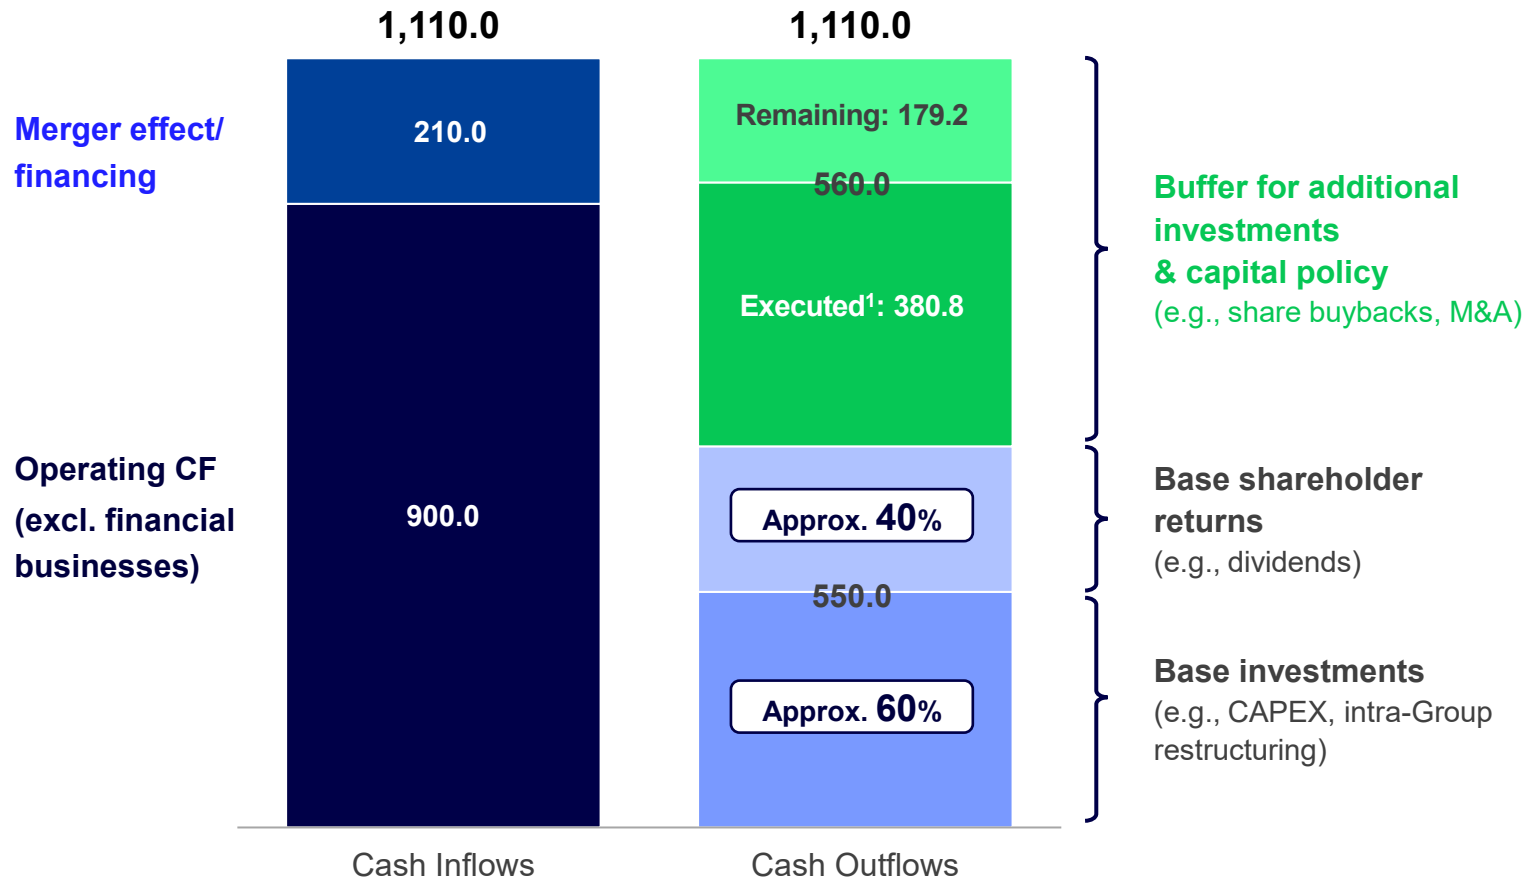 1,110.0
1,110.0
Merger effect/
financing
210.0
Remaining: 179.2
560.0
Executed¹: 380.8
Buffer for additional
investments
& capital policy
(e.g., share buybacks, M&A)
Operating CF
(excl. financial
businesses)
900.0
Approx. 40%
550.0
Approx. 60%
Base shareholder
returns
(e.g., dividends)
Base investments
(e.g., CAPEX, intra-Group
restructuring)
Cash Inflows
Cash Outflows